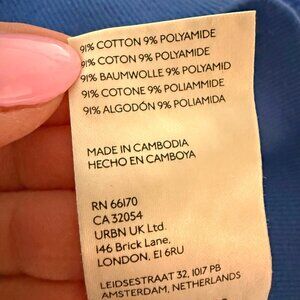 91% COTTON 9% POLYAMIDE
91% COTON 9% POLYAMIDE
91% BAUMWOLLE 9% POLYAMID
91% COTONE 9% POLIAMMIDE
91% ALGODÓN 9% POLIAMIDA
MADE IN CAMBODIA
HECHO EN CAMBOYA
RN 66170
CA 32054
URBN UK Ltd.
146 Brick Lane,
LONDON, E1 6RU
LEIDSESTRAAT 32, 1017 PB
AMSTERDAM, NETHERLANDS